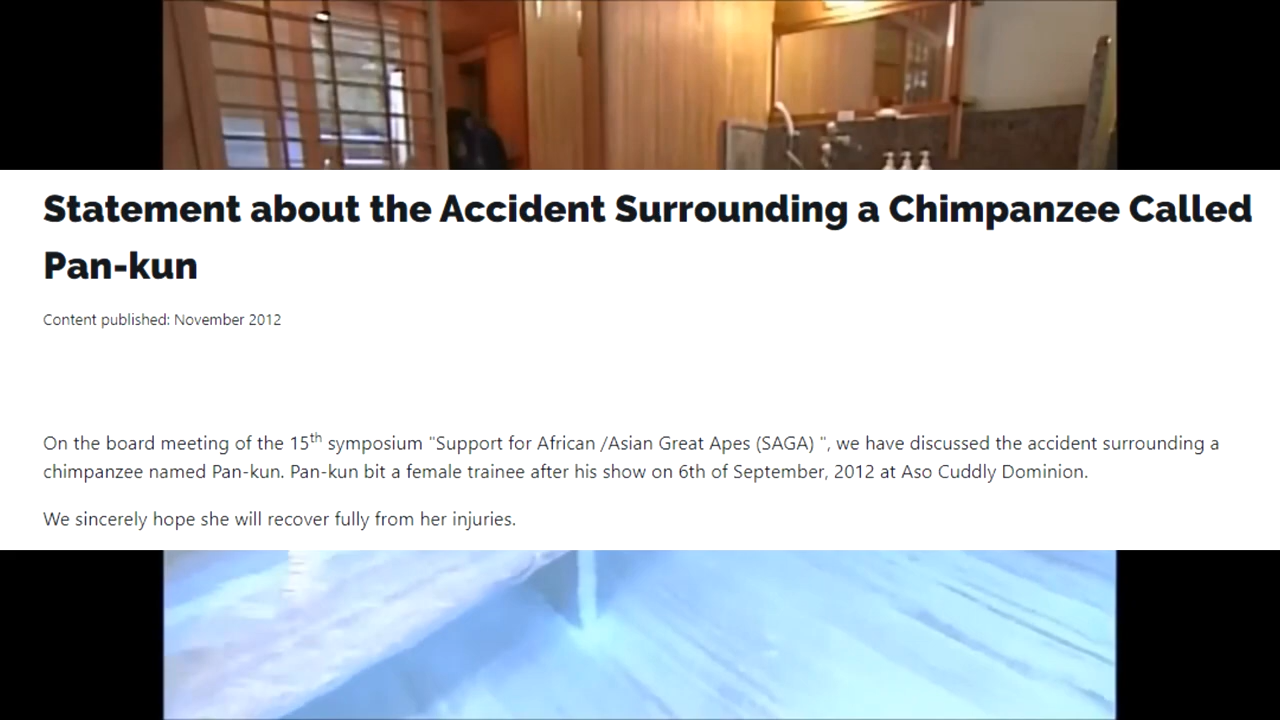 Statement about the Accident Surrounding a Chimpanzee Called
Pan-kun
Content published: November 2012
On the board meeting of the 15th symposium "Support for African /Asian Great Apes (SAGA) ", we have discussed the accident surrounding a
chimpanzee named Pan-kun. Pan-kun bit a female trainee after his show on 6th of September, 2012 at Aso Cuddly Dominion.
We sincerely hope she will recover fully from her injuries.